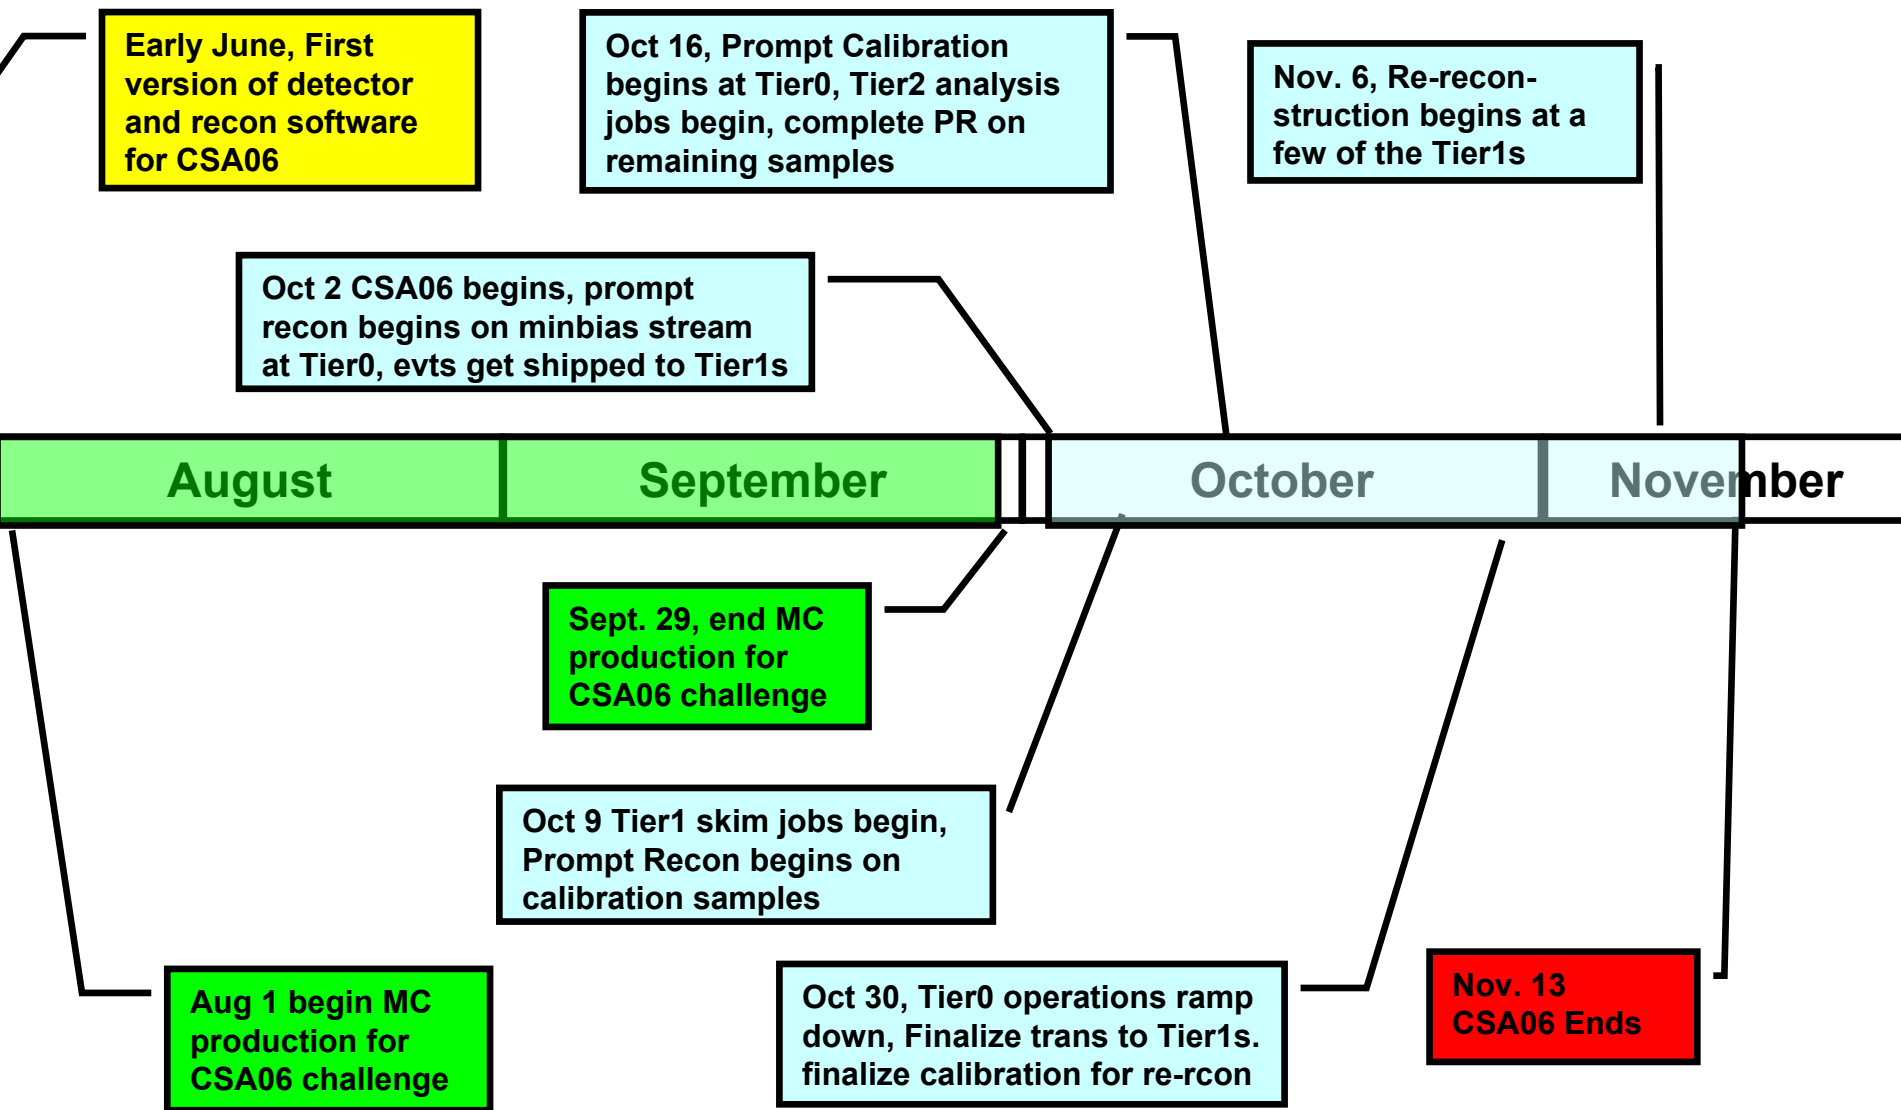 Early June, First
version of detector
and recon software
for CSA06
Oct 16, Prompt Calibration
begins at Tier0, Tier2 analysis
jobs begin, complete PR on
remaining samples
Nov. 6, Re-recon-
struction begins at a
few of the Tier1s
Oct 2 CSA06 begins, prompt
recon begins on minbias stream
at Tier0, evts get shipped to Tier1s
August
September
October
November
Sept. 29, end MC
production for
CSA06 challenge
Oct 9 Tier1 skim jobs begin,
Prompt Recon begins on
calibration samples
Aug 1 begin MC
production for
CSA06 challenge
Oct 30, Tier0 operations ramp
down, Finalize trans to Tier1s.
finalize calibration for re-rcon
Nov. 13
CSA06 Ends